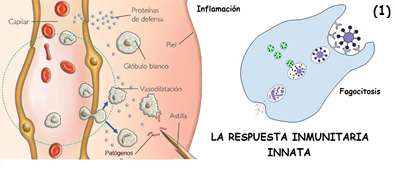 Capilar
Proteínas
de defensa
Piel
Glóbulo blanco
Vasodilatación
Astilla
Patógenos
Inflamación
(1)
Fagocitosis
LA RESPUESTA INMUNITARIA
INNATA